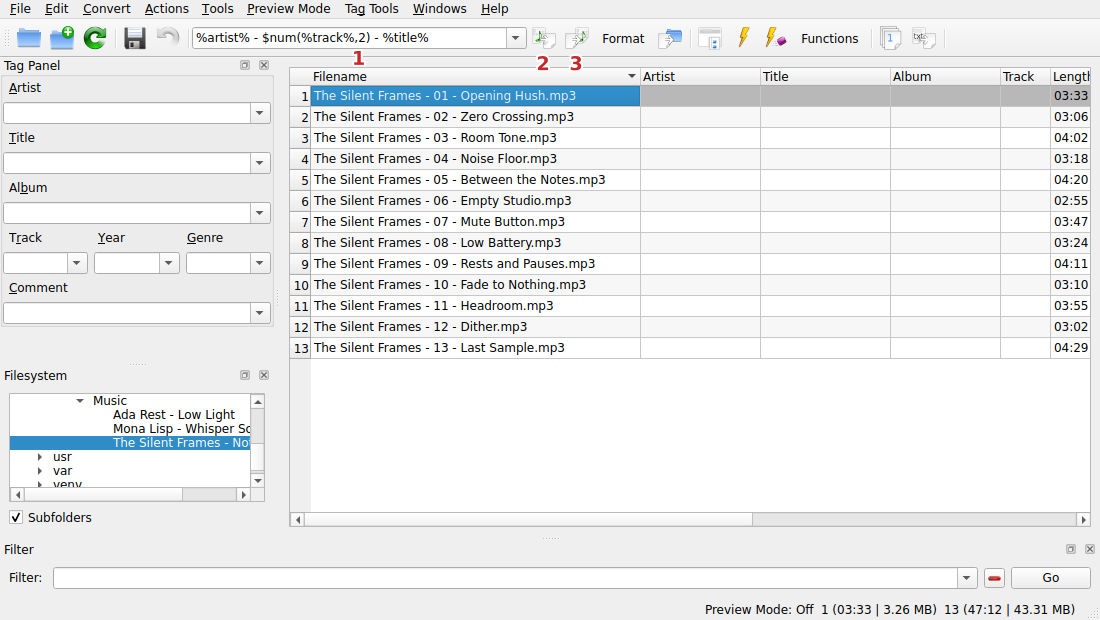 File Edit Convert Actions Tools Preview Mode Tag Tools Windows Help
%artist% - $num(%track%,2) - %title% Format 1 Functions
1 2 3
Tag Panel
Artist
Title
Album
Track Year Genre
Comment
Filesystem
Music
Ada Rest - Low Light
Mona Lisp - Whisper Sc
The Silent Frames - No
usr
var
venv
Subfolders
Filename Artist Title Album Track Length
1 The Silent Frames - 01 - Opening Hush.mp3 03:33
2 The Silent Frames - 02 - Zero Crossing.mp3 03:06
3 The Silent Frames - 03 - Room Tone.mp3 04:02
4 The Silent Frames - 04 - Noise Floor.mp3 03:18
5 The Silent Frames - 05 - Between the Notes.mp3 04:20
6 The Silent Frames - 06 - Empty Studio.mp3 02:55
7 The Silent Frames - 07 - Mute Button.mp3 03:47
8 The Silent Frames - 08 - Low Battery.mp3 03:24
9 The Silent Frames - 09 - Rests and Pauses.mp3 04:11
10 The Silent Frames - 10 - Fade to Nothing.mp3 03:10
11 The Silent Frames - 11 - Headroom.mp3 03:55
12 The Silent Frames - 12 - Dither.mp3 03:02
13 The Silent Frames - 13 - Last Sample.mp3 04:29
Filter
Filter: Go
Preview Mode: Off 1 (03:33 | 3.26 MB) 13 (47:12 | 43.31 MB)